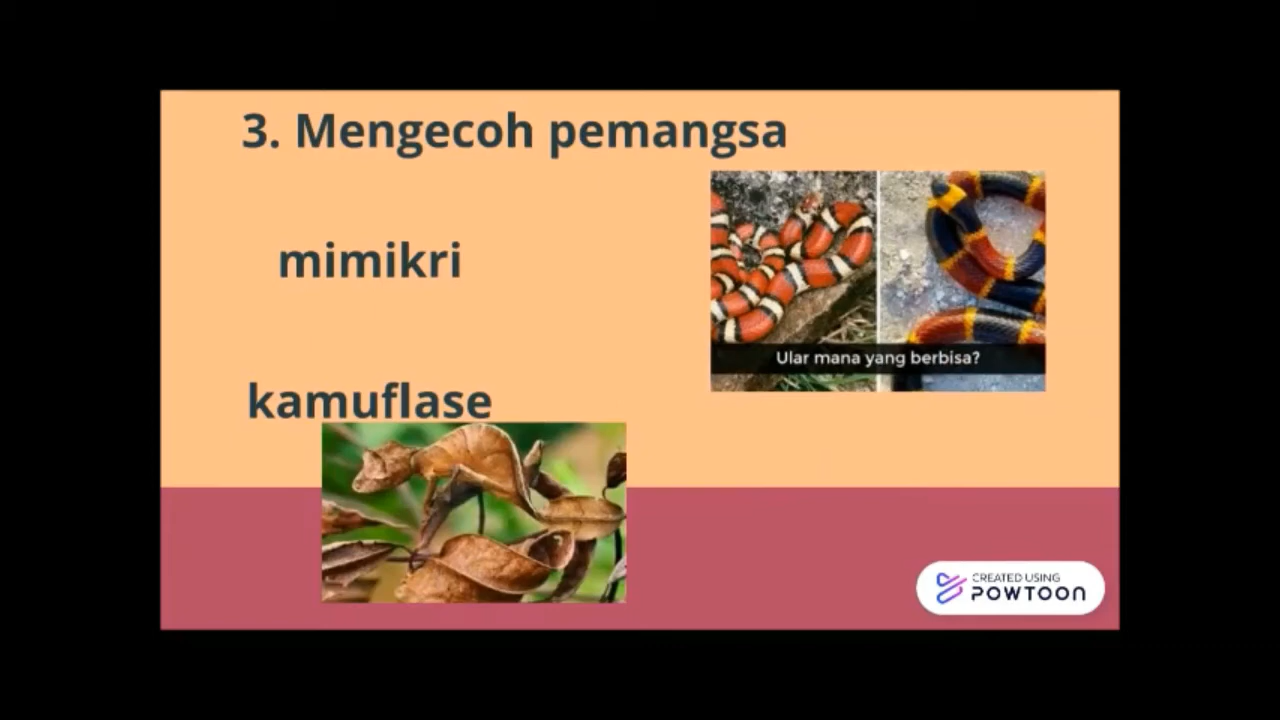 3. Mengecoh pemangsa
mimikri
Ular mana yang berbisa?
kamuflase
CREATED USING
POWTOON